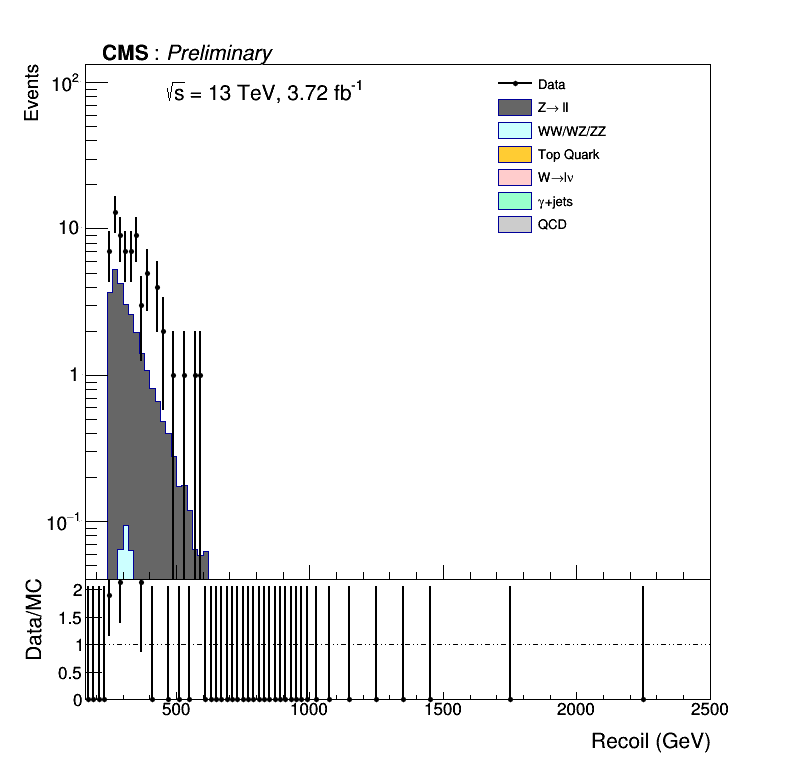 CMS : Preliminary
Events
√s = 13 TeV, 3.72 fb⁻¹
Data
Z→ ll
WW/WZ/ZZ
Top Quark
W→lν
γ+jets
QCD
10²
10
1
10⁻¹
Data/MC
2
1.5
1
0.5
0
500
1000
1500
2000
2500
Recoil (GeV)